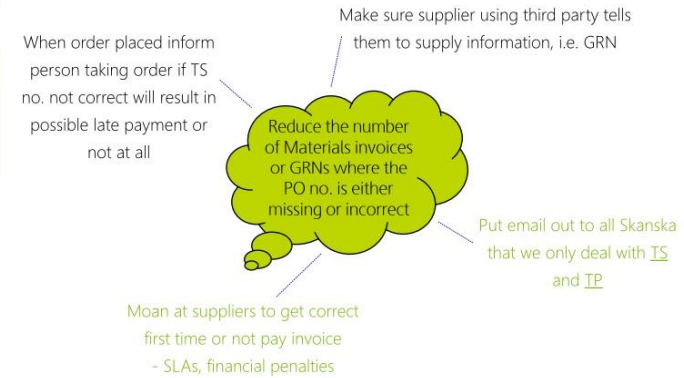 Make sure supplier using third party tells
them to supply information, i.e. GRN
When order placed inform
person taking order if TS
no. not correct will result in
possible late payment or
not at all
Reduce the number
of Materials invoices
or GRNs where the
PO no. is either
missing or incorrect
Put email out to all Skanska
that we only deal with TS
and TP
Moan at suppliers to get correct
first time or not pay invoice
- SLAs, financial penalties